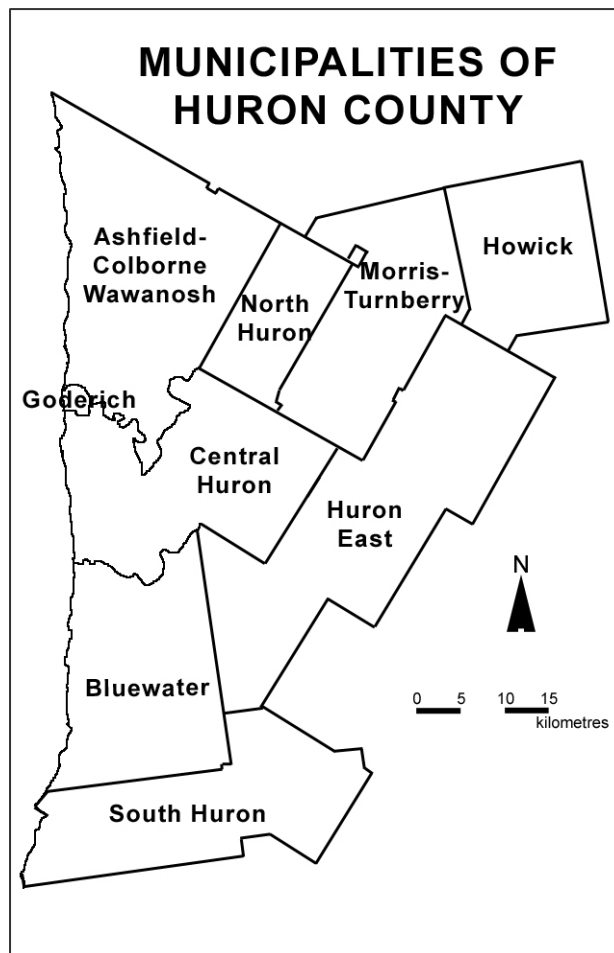 MUNICIPALITIES OF
HURON COUNTY
Ashfield-
Colborne
Wawanosh
North
Huron
Morris-
Turnberry
Howick
Goderich
Central
Huron
Huron
East
N
Bluewater
0 5 10 15
kilometres
South Huron